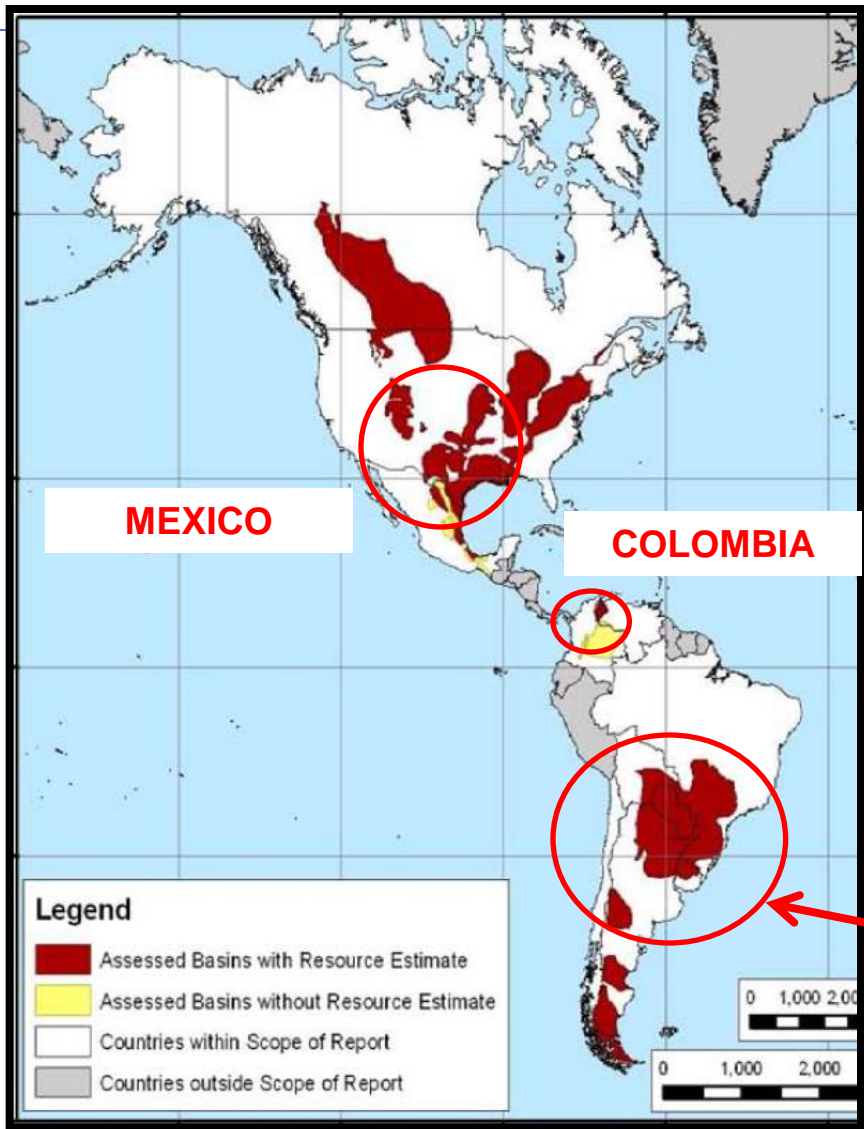 MEXICO
COLOMBIA
Legend
Assessed Basins with Resource Estimate
Assessed Basins without Resource Estimate
Countries within Scope of Report
Countries outside Scope of Report
0 1,000 2,00
0 1,000 2,000